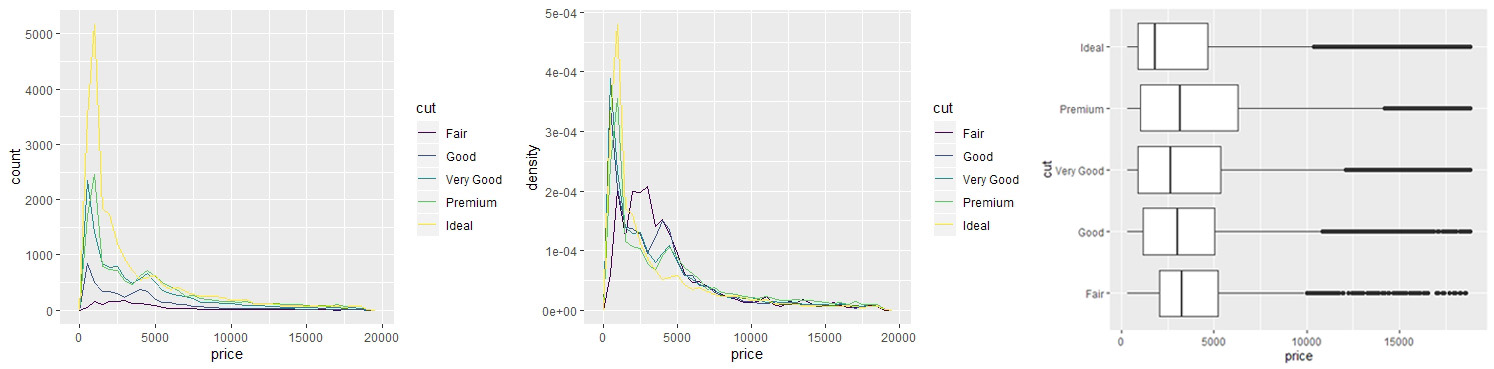 5000
4000
3000
2000
1000
0
count
0 5000 10000 15000 20000
price
cut
Fair
Good
Very Good
Premium
Ideal
5e-04
4e-04
3e-04
2e-04
1e-04
0e+00
density
0 5000 10000 15000 20000
price
cut
Fair
Good
Very Good
Premium
Ideal
Ideal
Premium
Very Good
Good
Fair
cut
0 5000 10000 15000
price